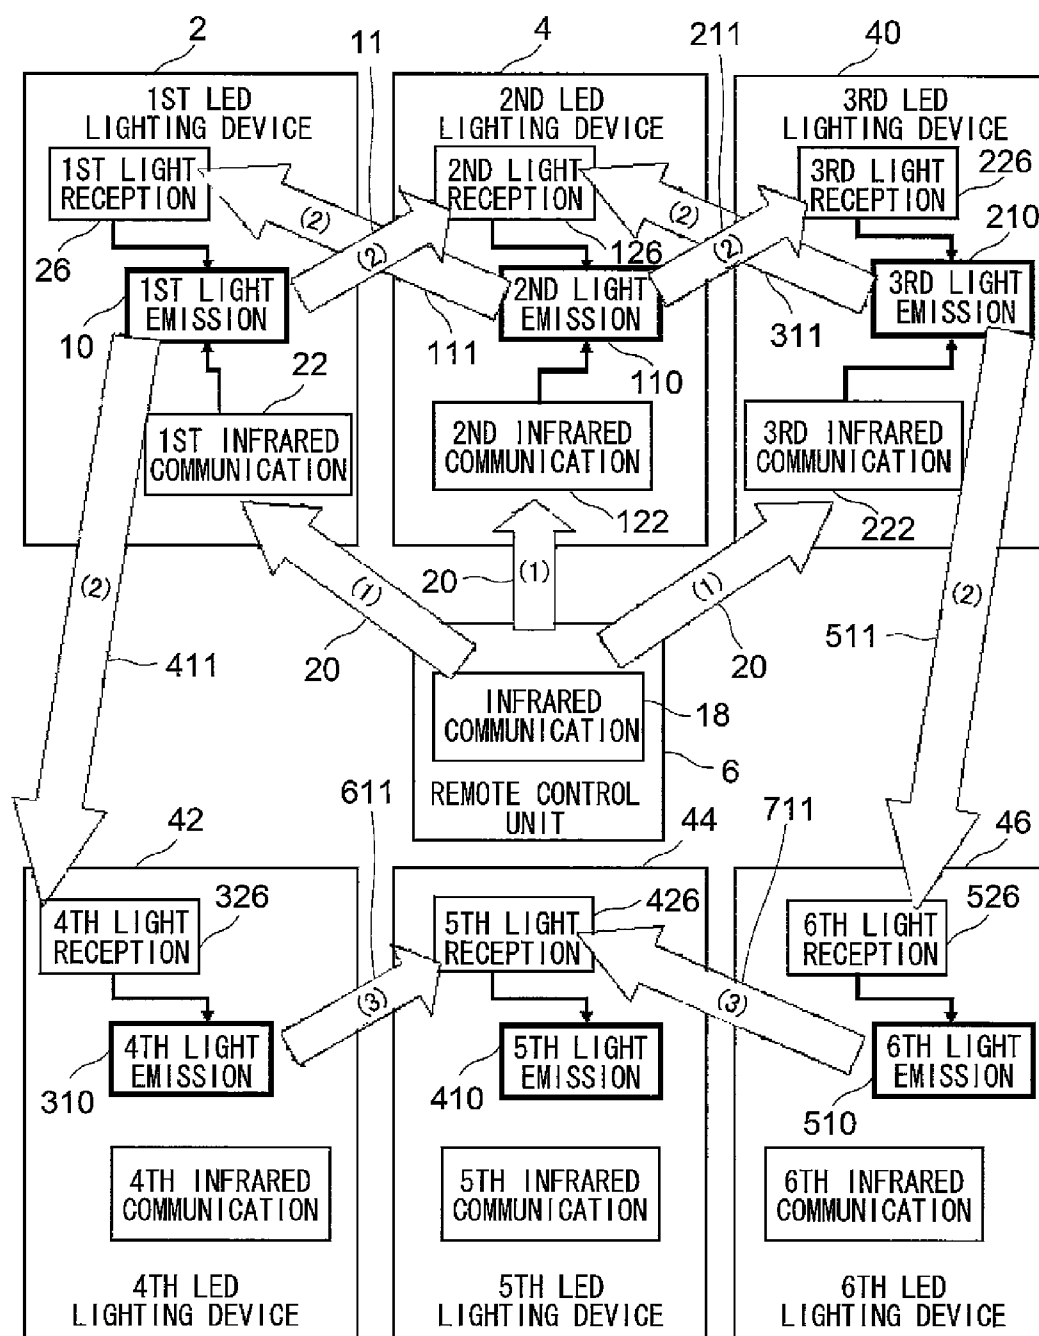 2
11
4
211
40
1ST LED
LIGHTING DEVICE
2ND LED
LIGHTING DEVICE
3RD LED
LIGHTING DEVICE
1ST LIGHT
RECEPTION
2ND LIGHT
RECEPTION
3RD LIGHT
RECEPTION
226
(2)
(2)
(2)
(2)
26
126
210
1ST LIGHT
EMISSION
2ND LIGHT
EMISSION
3RD LIGHT
EMISSION
10
111
110
311
22
1ST INFRARED
COMMUNICATION
2ND INFRARED
COMMUNICATION
3RD INFRARED
COMMUNICATION
122
222
(2)
(1)
(1)
(1)
(2)
20
20
20
411
511
INFRARED
COMMUNICATION
18
6
REMOTE CONTROL
UNIT
42
611
44
711
46
4TH LIGHT
RECEPTION
326
5TH LIGHT
RECEPTION
426
6TH LIGHT
RECEPTION
526
(3)
(3)
4TH LIGHT
EMISSION
310
5TH LIGHT
EMISSION
410
6TH LIGHT
EMISSION
510
4TH INFRARED
COMMUNICATION
5TH INFRARED
COMMUNICATION
6TH INFRARED
COMMUNICATION
4TH LED
LIGHTING DEVICE
5TH LED
LIGHTING DEVICE
6TH LED
LIGHTING DEVICE